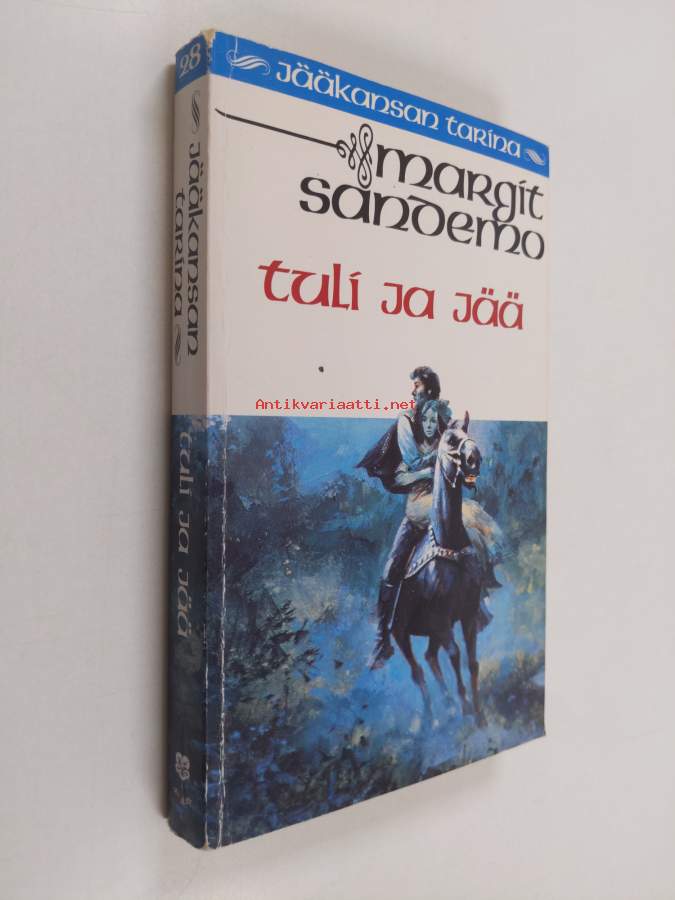 28
jääkansan tarina
tuli ja jää
jääkansan tarina
margit
sandemo
tuli ja jää
Antikvariaatti.net